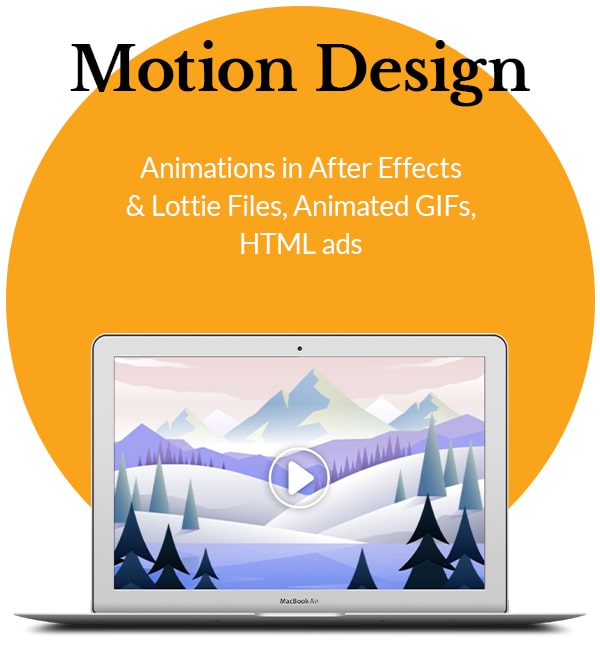 Motion Design
Animations in After Effects
& Lottie Files, Animated GIFs,
HTML ads
MacBook Air